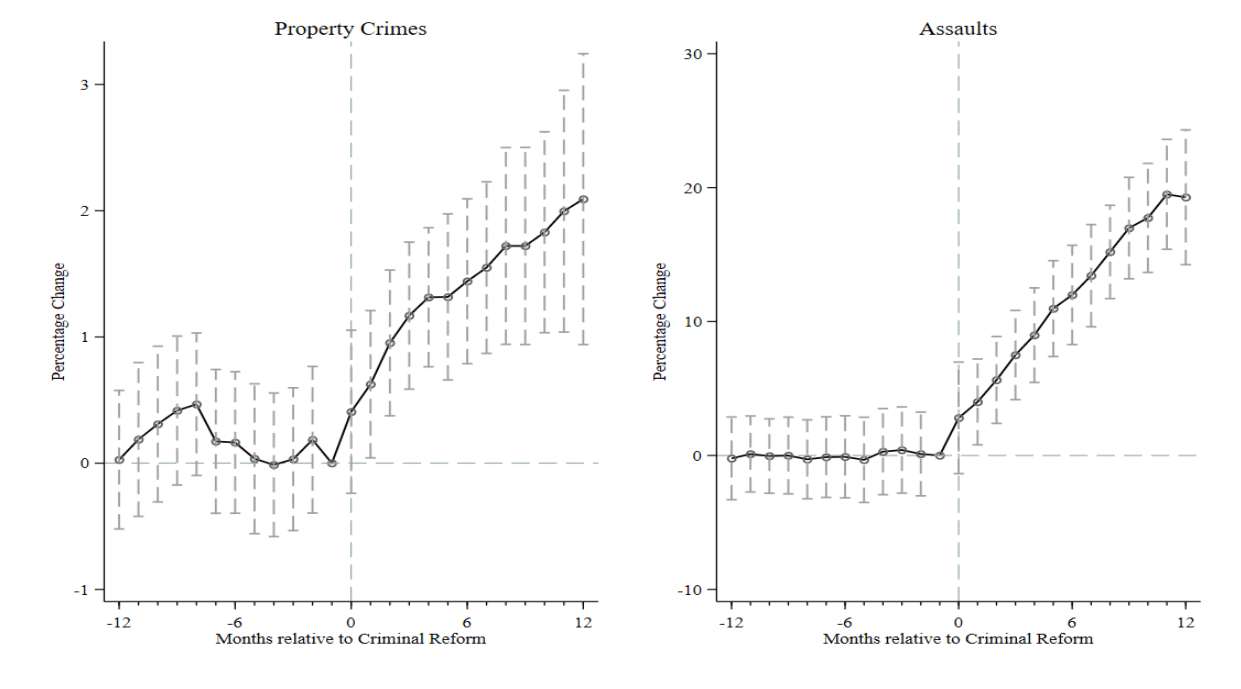 Property Crimes
3
2
1
0
-1
Percentage Change
-12 -6 0 6 12
Months relative to Criminal Reform
Assaults
30
20
10
0
-10
Percentage Change
-12 -6 0 6 12
Months relative to Criminal Reform